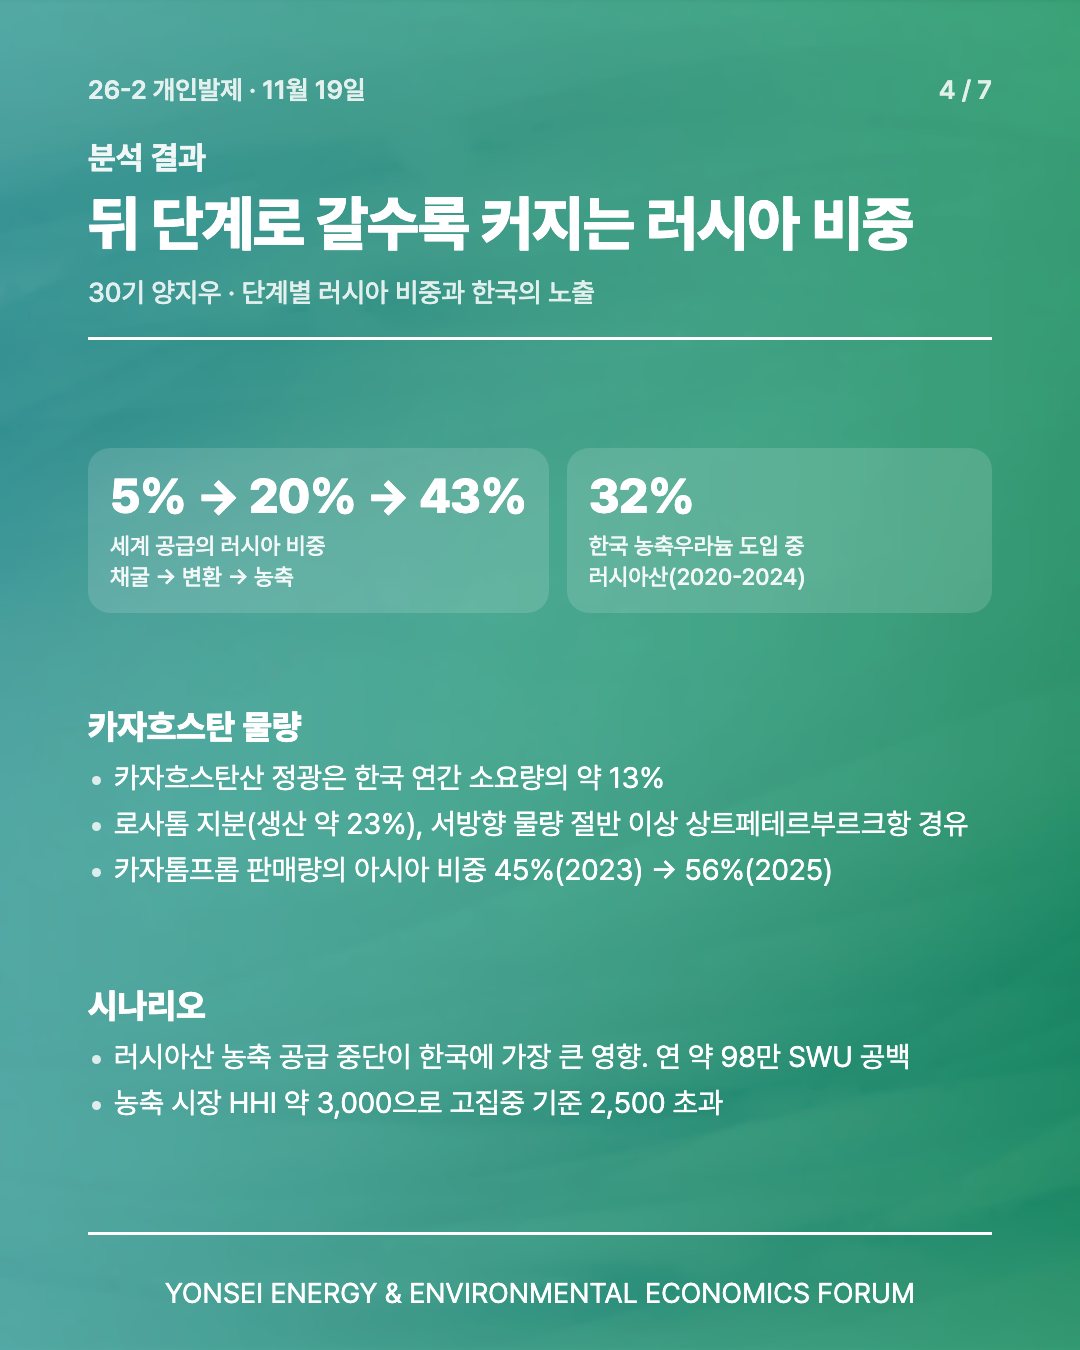 26-2 개인발제 · 11월 19일
4 / 7
분석 결과
뒤 단계로 갈수록 커지는 러시아 비중
30기 양지우 · 단계별 러시아 비중과 한국의 노출
5% → 20% → 43%
세계 공급의 러시아 비중
채굴 → 변환 → 농축
32%
한국 농축우라늄 도입 중
러시아산(2020-2024)
카자흐스탄 물량
• 카자흐스탄산 정광은 한국 연간 소요량의 약 13%
• 로사톰 지분(생산 약 23%), 서방향 물량 절반 이상 상트페테르부르크항 경유
• 카자톰프롬 판매량의 아시아 비중 45%(2023) → 56%(2025)
시나리오
• 러시아산 농축 공급 중단이 한국에 가장 큰 영향. 연 약 98만 SWU 공백
• 농축 시장 HHI 약 3,000으로 고집중 기준 2,500 초과
YONSEI ENERGY & ENVIRONMENTAL ECONOMICS FORUM